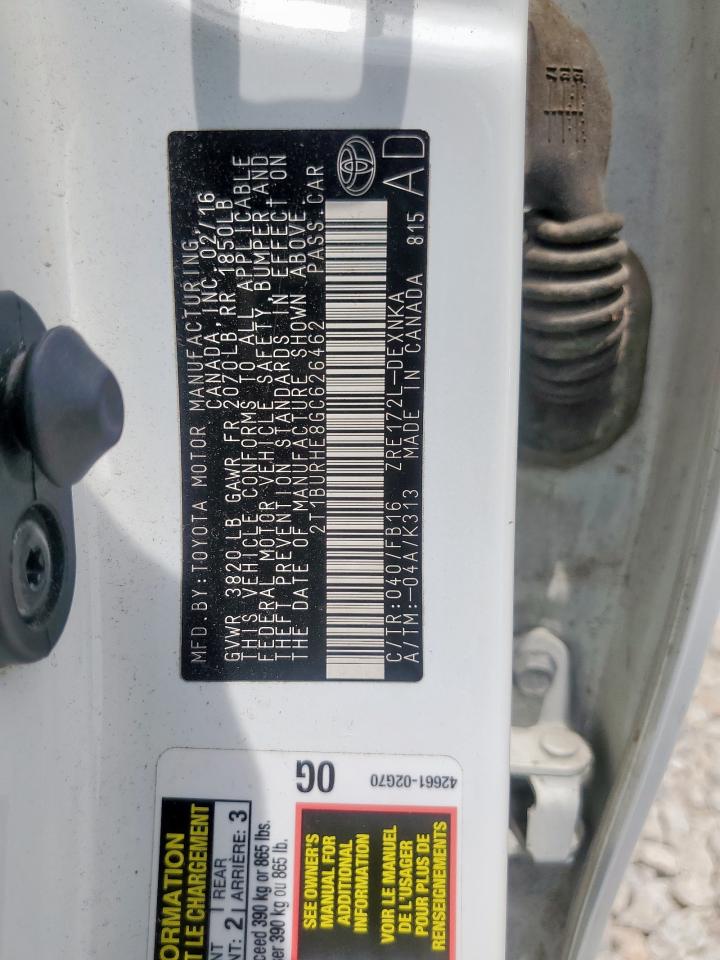 MFD.BY:TOYOTA MOTOR MANUFACTURING,
CANADA,INC.02/16
GVWR 3820LB GAWR FR 2070LB,RR 1850LB
THIS VEHICLE CONFORMS TO ALL APPLICABLE
FEDERAL MOTOR VEHICLE SAFETY, BUMPER AND
THEFT PREVENTION STANDARDS IN EFFECT ON
THE DATE OF MANUFACTURE SHOWN ABOVE
2T1BURHE8GC626462 PASS.CAR
C/TR:040/FB16 ZRE172L-DEXNKA
A/TM:-04A/K313 MADE IN CANADA 815
AD
0G
42661-02G70
T LE CHARGEMENT
REAR
2 ARRIÈRE: 3
390 kg or 865 lbs.
390 kg ou 865 lb.
SEE OWNER'S
MANUAL FOR
ADDITIONAL
INFORMATION
VOIR LE MANUEL
DE L'USAGER
POUR PLUS DE
RENSEIGNEMENTS